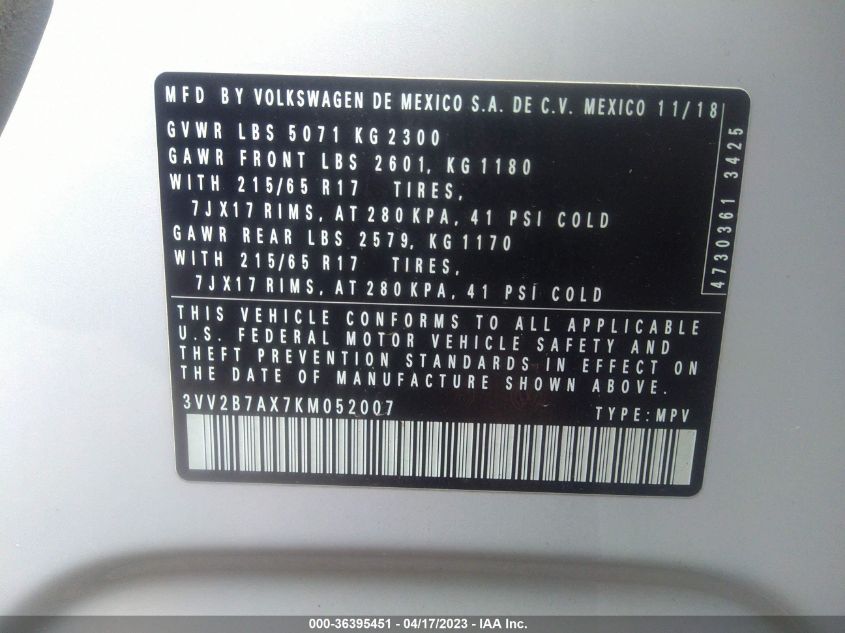 MFD BY VOLKSWAGEN DE MEXICO S.A. DE C.V. MEXICO 11/18
GVWR LBS 5071 KG 2300
GAWR FRONT LBS 2601, KG 1180
WITH 215/65 R17 TIRES,
7JX17 RIMS, AT 280 KPA, 41 PSI COLD
GAWR REAR LBS 2579, KG 1170
WITH 215/65 R17 TIRES,
7JX17 RIMS, AT 280 KPA, 41 PSI COLD
47303361 3425
THIS VEHICLE CONFORMS TO ALL APPLICABLE
U.S. FEDERAL MOTOR VEHICLE SAFETY AND
THEFT PREVENTION STANDARDS IN EFFECT ON
THE DATE OF MANUFACTURE SHOWN ABOVE.
3VV2B7AX7KM052007 TYPE: MPV
000-36395451 - 04/17/2023 - IAA Inc.